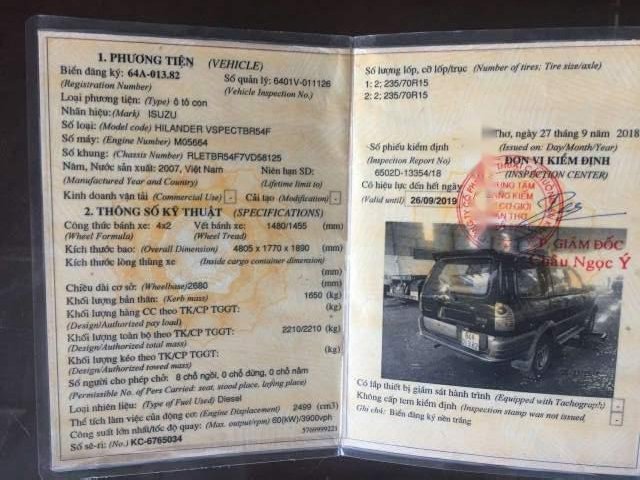 1. PHƯƠNG TIỆN (VEHICLE)
Biển đăng ký: 64A-013.82 Số quản lý: 6401V-011126
(Registration Number) (Vehicle Inspection No.)
Loại phương tiện: (Type) ô tô con
Nhãn hiệu: (Mark) ISUZU
Số loại: (Model code) HILANDER VSPECTBR54F
Số máy: (Engine Number) M05664
Số khung: (Chassis Number) RLETBR54F7VD58125
Năm, Nước sản xuất: 2007, Việt Nam Niên hạn SD:
(Manufactured Year and Country) (Lifetime limit to)
Kinh doanh vận tải (Commercial Use) - Cải tạo (Modification) -
2. THÔNG SỐ KỸ THUẬT (SPECIFICATIONS)
Công thức bánh xe: 4x2 Vết bánh xe: 1480/1455 (mm)
(Wheel Formula) (Wheel Tread)
Kích thước bao: (Overall Dimension) 4805 x 1770 x 1890 (mm)
Kích thước lòng thùng xe (Inside cargo container dimension)
(mm)
Chiều dài cơ sở: (Wheelbase) 2680 (mm)
Khối lượng bản thân: (Kerb mass) 1650 (kg)
Khối lượng hàng CC theo TK/CP TGGT: (kg)
(Design/Authorized pay load)
Khối lượng toàn bộ theo TK/CP TGGT: 2210/2210 (kg)
(Design/Authorized total mass)
Khối lượng kéo theo TK/CP TGGT: (kg)
(Design/Authorized towed mass)
Số người cho phép chở: 8 chỗ ngồi, 0 chỗ đứng, 0 chỗ nằm
(Permissible No. of Pers Carried: seat, stood place, laying place)
Loại nhiên liệu: (Type of Fuel Used) Diesel
Thể tích làm việc của động cơ: (Engine Displacement) 2499 (cm3)
Công suất lớn nhất/tốc độ quay: (Max. output/rpm) 60(kW)/3900vph
Số sê-ri: (No.) KC-6765034 5769999221
Số lượng lốp, cỡ lốp/trục (Number of tires; Tire size/axle)
1: 2; 235/70R15
2: 2; 235/70R15
Thơ, ngày 27 tháng 9 năm 2018
(Issued on: Day/Month/Year)
Số phiếu kiểm định ĐƠN VỊ KIỂM ĐỊNH
(Inspection Report No) (INSPECTION CENTER)
6502D-13354/18
Có hiệu lực đến hết ngày
(Valid until) 26/09/2019
TRUNG TÂM
ĐĂNG KIỂM
CƠ GIỚI
GIÁM ĐỐC
Châu Ngọc Ý
Có lắp thiết bị giám sát hành trình (Equipped with Tachograph) -
Không cấp tem kiểm định (Inspection stamp was not issued) -
Ghi chú: Biển đăng ký nền trắng